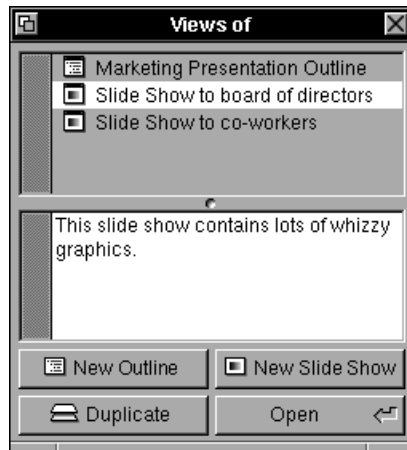 Views of
Marketing Presentation Outline
Slide Show to board of directors
Slide Show to co-workers
This slide show contains lots of whizzy
graphics.
New Outline
New Slide Show
Duplicate
Open